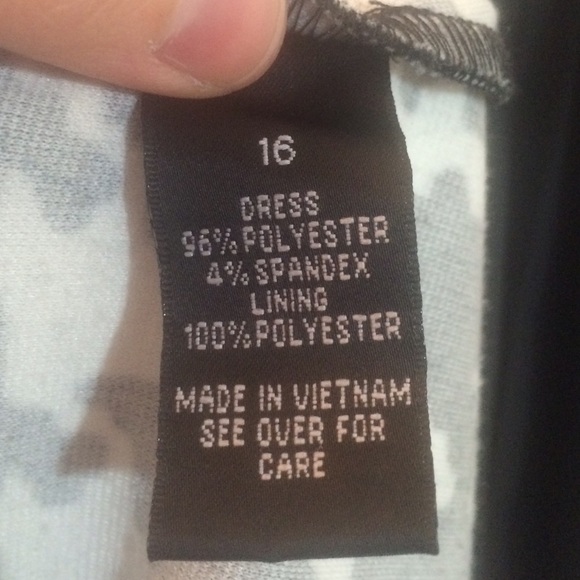 16
DRESS
96% POLYESTER
4% SPANDEX
LINING
100% POLYESTER
MADE IN VIETNAM
SEE OVER FOR
CARE